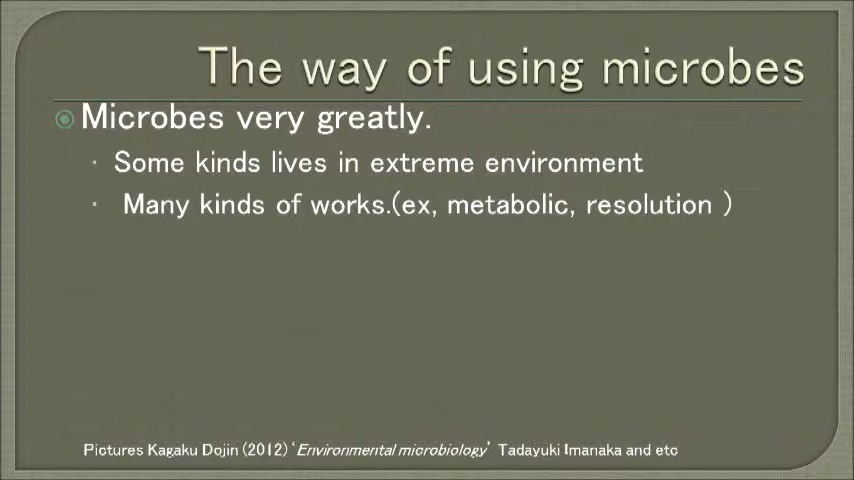 The way of using microbes
Microbes very greatly.
・ Some kinds lives in extreme environment
・ Many kinds of works.(ex, metabolic, resolution )
Pictures Kagaku Dojin (2012) ‘Environmental microbiology’ Tadayuki Imanaka and etc